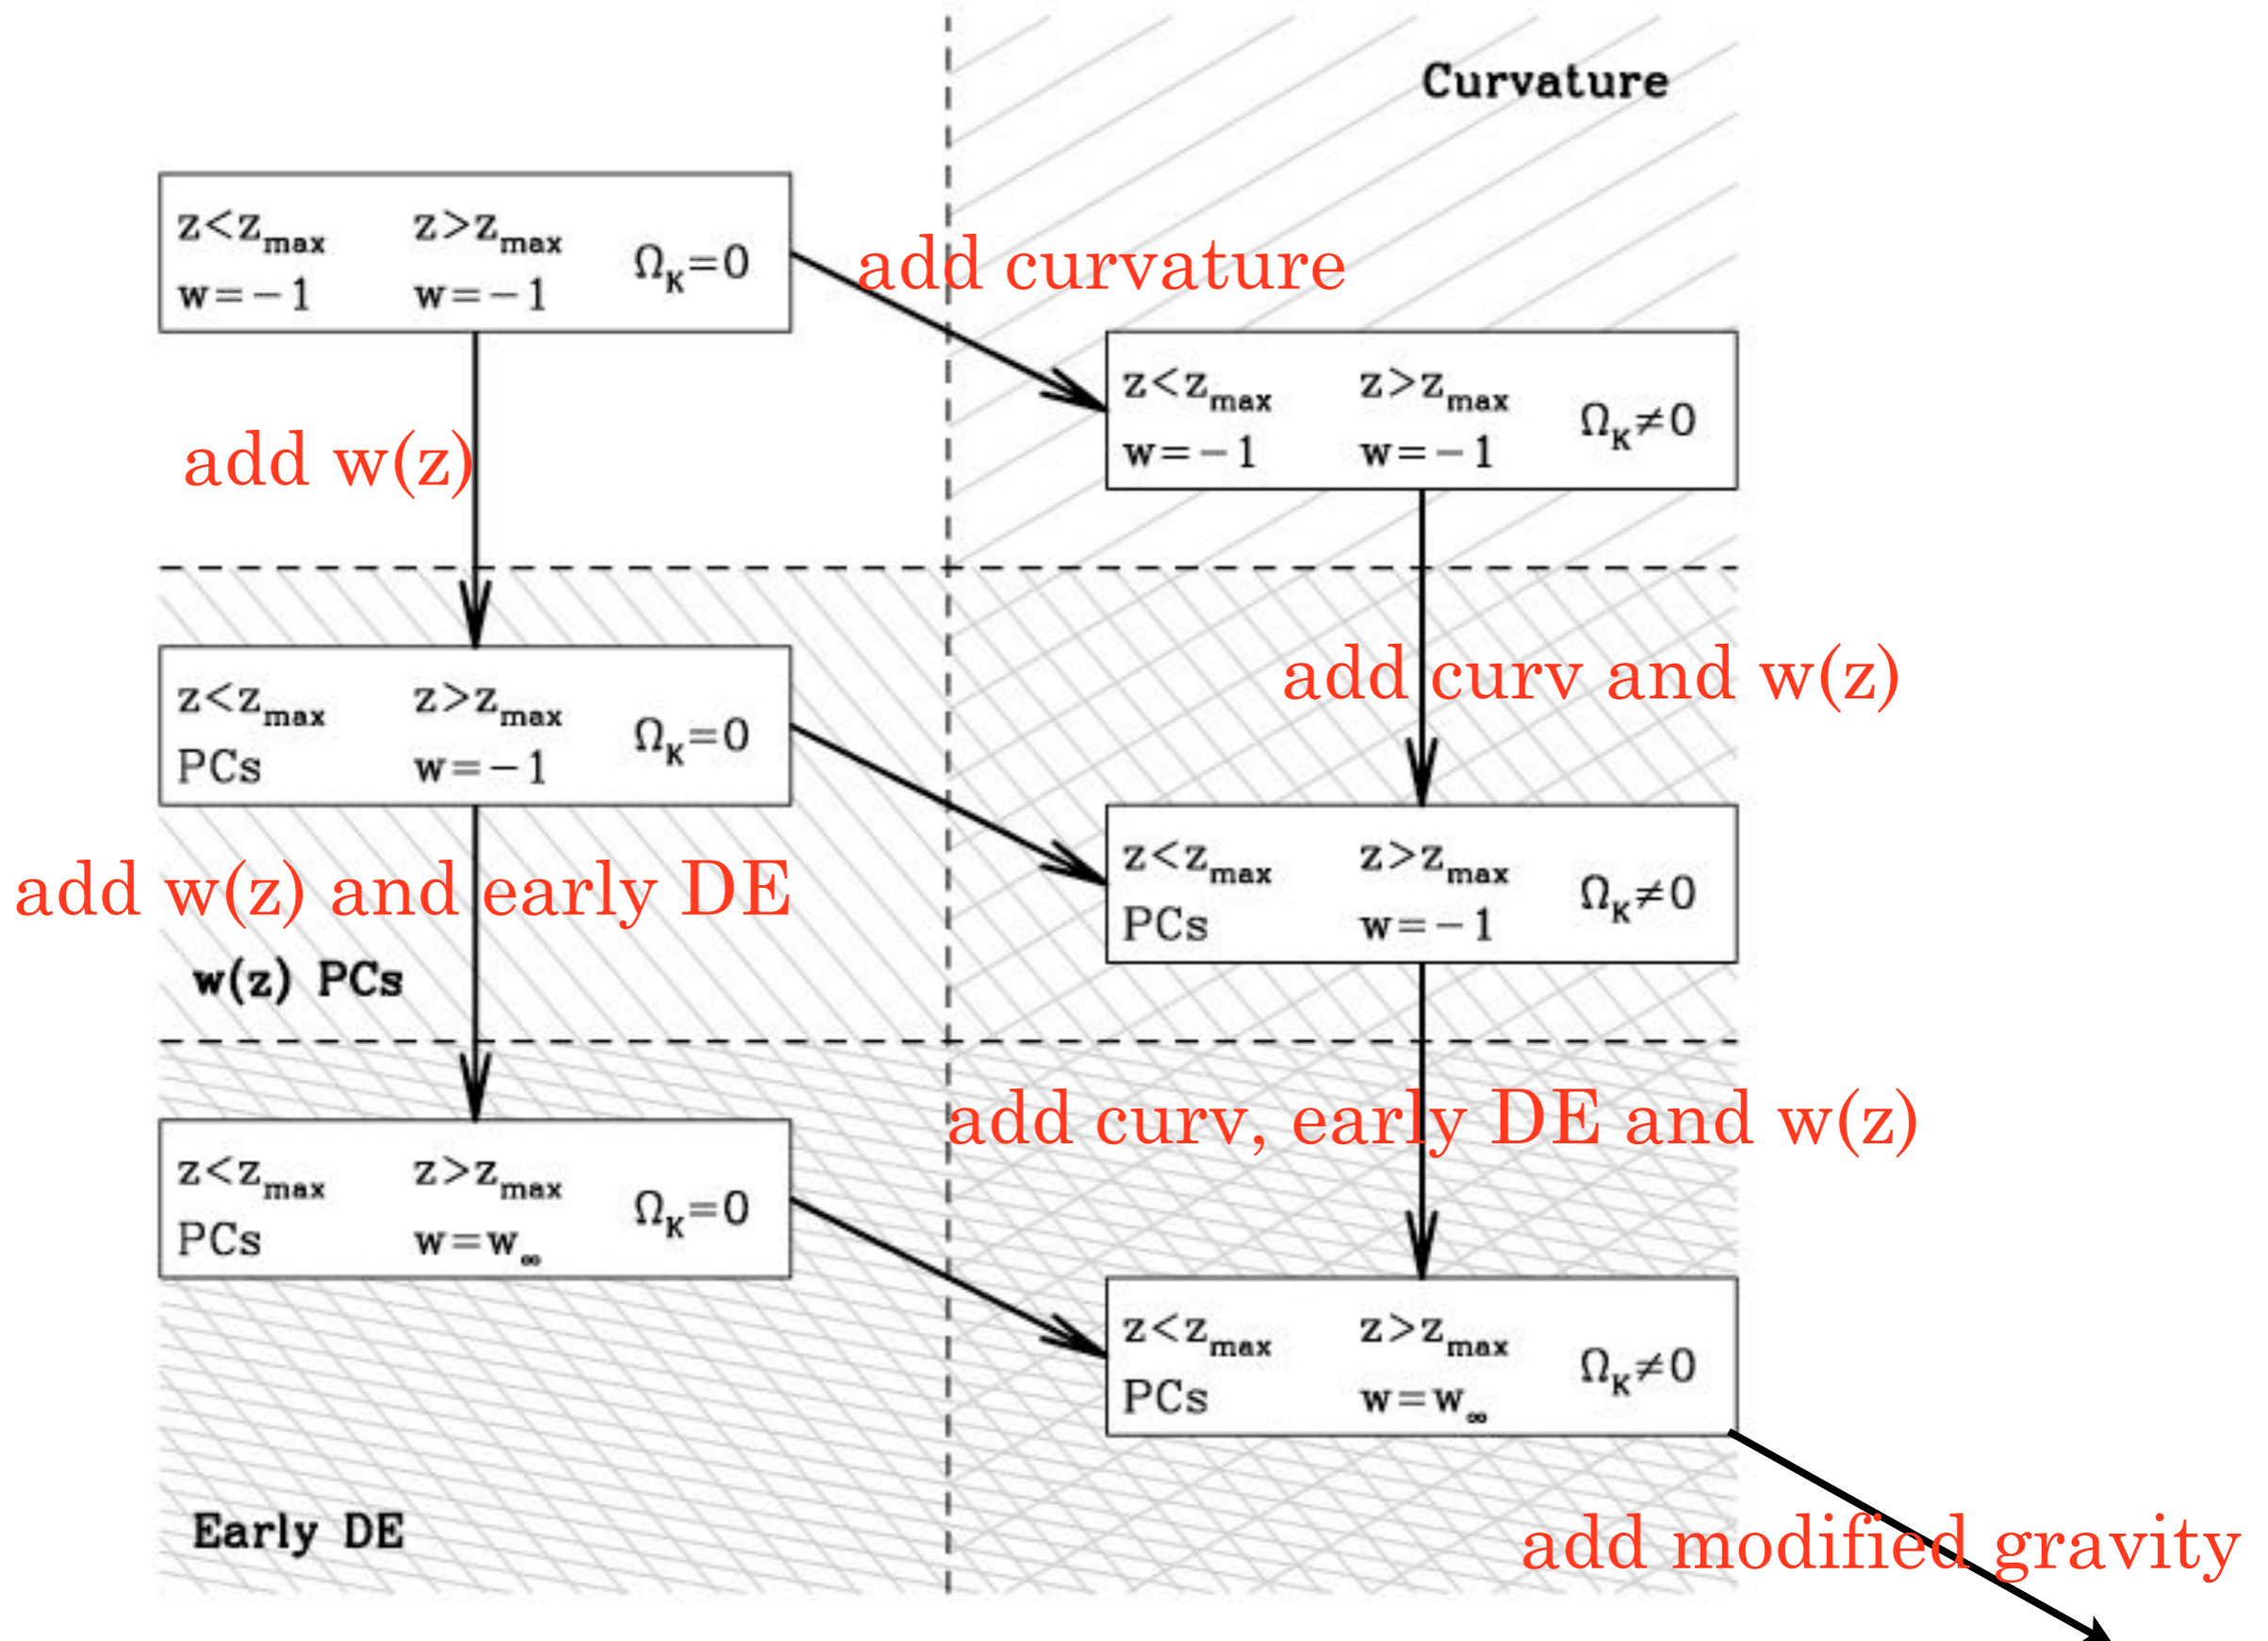 Curvature
z<z_max z>z_max Ω_K=0
w=−1 w=−1
add curvature
z<z_max z>z_max Ω_K≠0
w=−1 w=−1
add w(z)
z<z_max z>z_max Ω_K=0
PCs w=−1
add curv and w(z)
z<z_max z>z_max Ω_K≠0
PCs w=−1
add w(z) and early DE
w(z) PCs
add curv, early DE and w(z)
z<z_max z>z_max Ω_K=0
PCs w=w_∞
z<z_max z>z_max Ω_K≠0
PCs w=w_∞
Early DE
add modified gravity